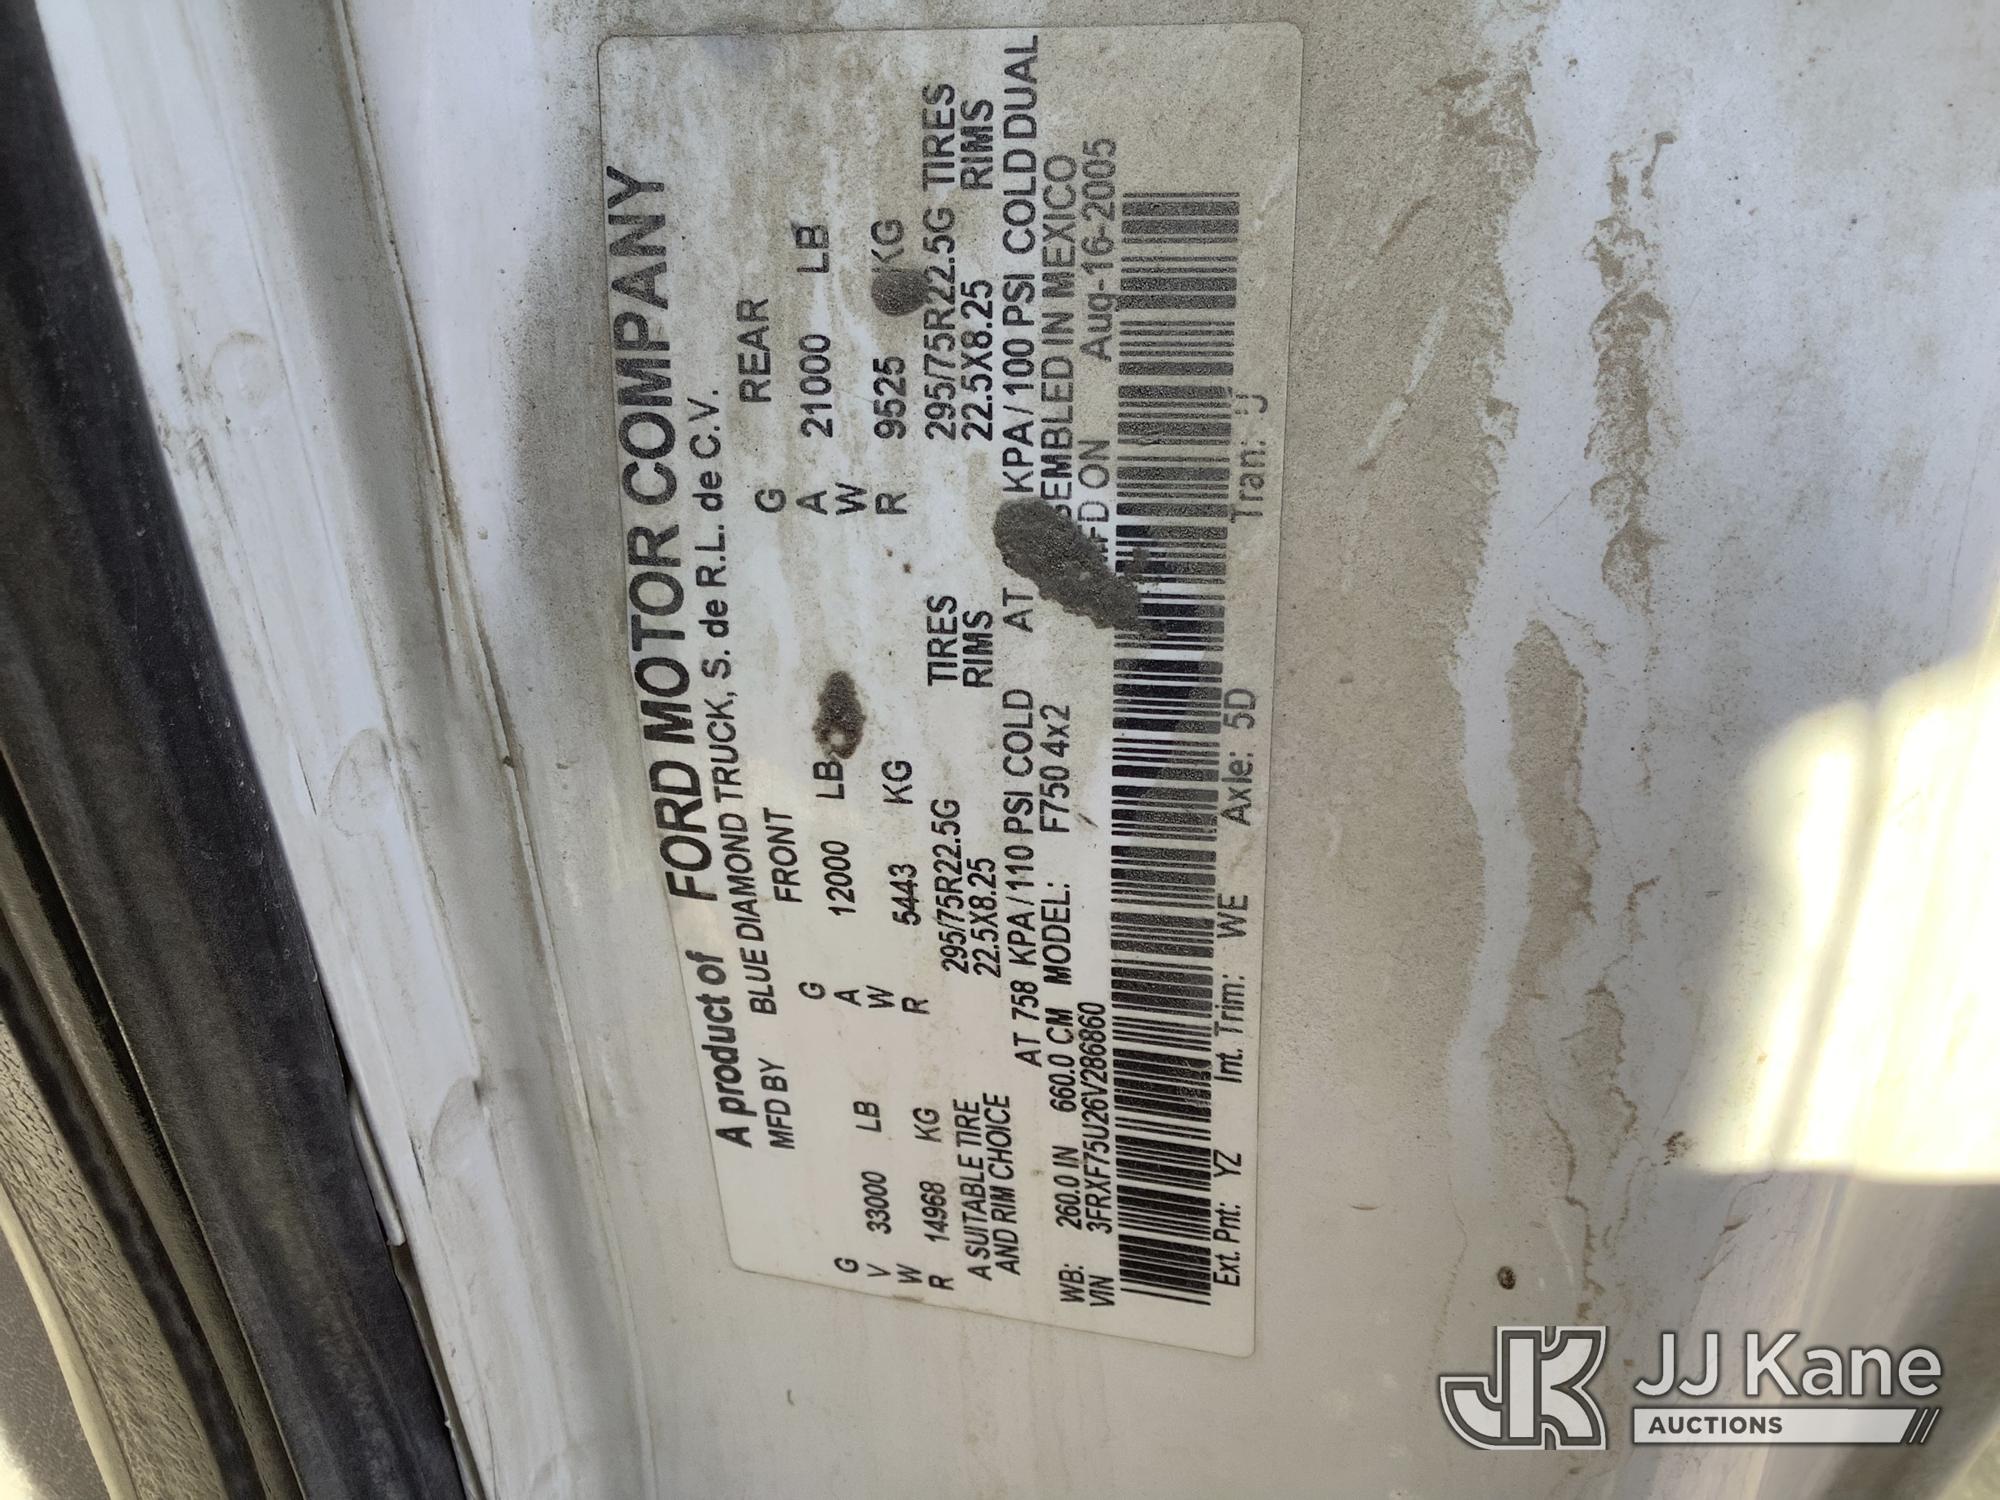 A product of FORD MOTOR COMPANY
MFD BY BLUE DIAMOND TRUCK, S. de R.L. de C.V.
FRONT REAR
G G G
V 33000 LB A 12000 LB A 21000 LB
W W W
R 14968 KG R 5443 KG R 9525 KG
A SUITABLE TIRE 295/75R22.5G TIRES 295/75R22.5G TIRES
AND RIM CHOICE 22.5X8.25 RIMS 22.5X8.25 RIMS
AT 758 KPA/110 PSI COLD AT KPA/100 PSI COLD DUAL
WB: 260.0 IN 660.0 CM MODEL: F750 4x2 SEMBLED IN MEXICO
VIN 3FRXF75U26V286860 MFD ON Aug-16-2005
Ext. Pnt: YZ Int. Trim: WE Axle: 5D Tran: J
JK JJ Kane
AUCTIONS